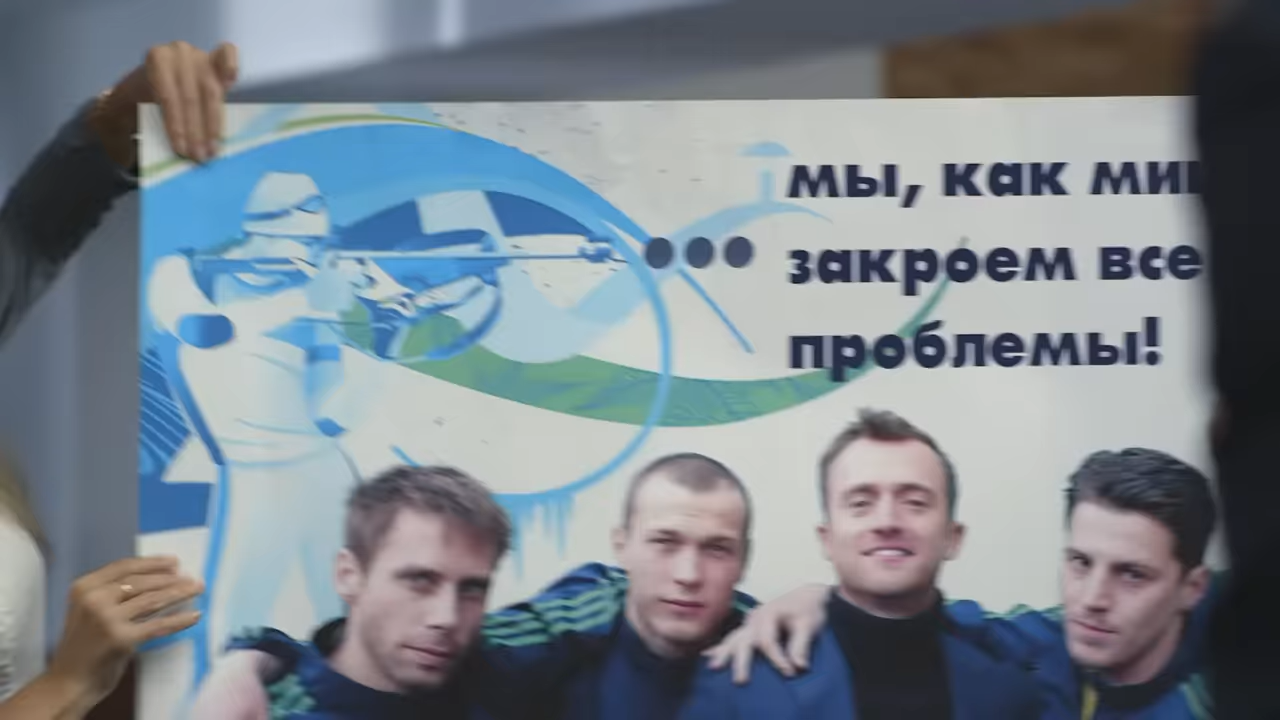 мы, как
... закроем все
проблемы!